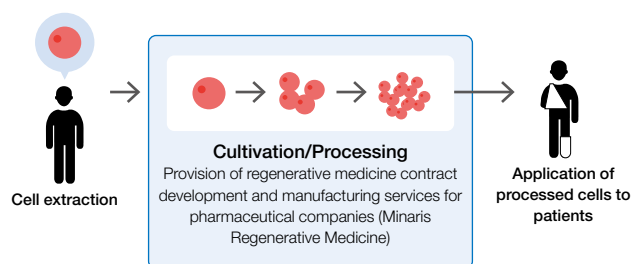 Cell extraction
Cultivation/Processing
Provision of regenerative medicine contract
development and manufacturing services for
pharmaceutical companies (Minaris
Regenerative Medicine)
Application of
processed cells to
patients